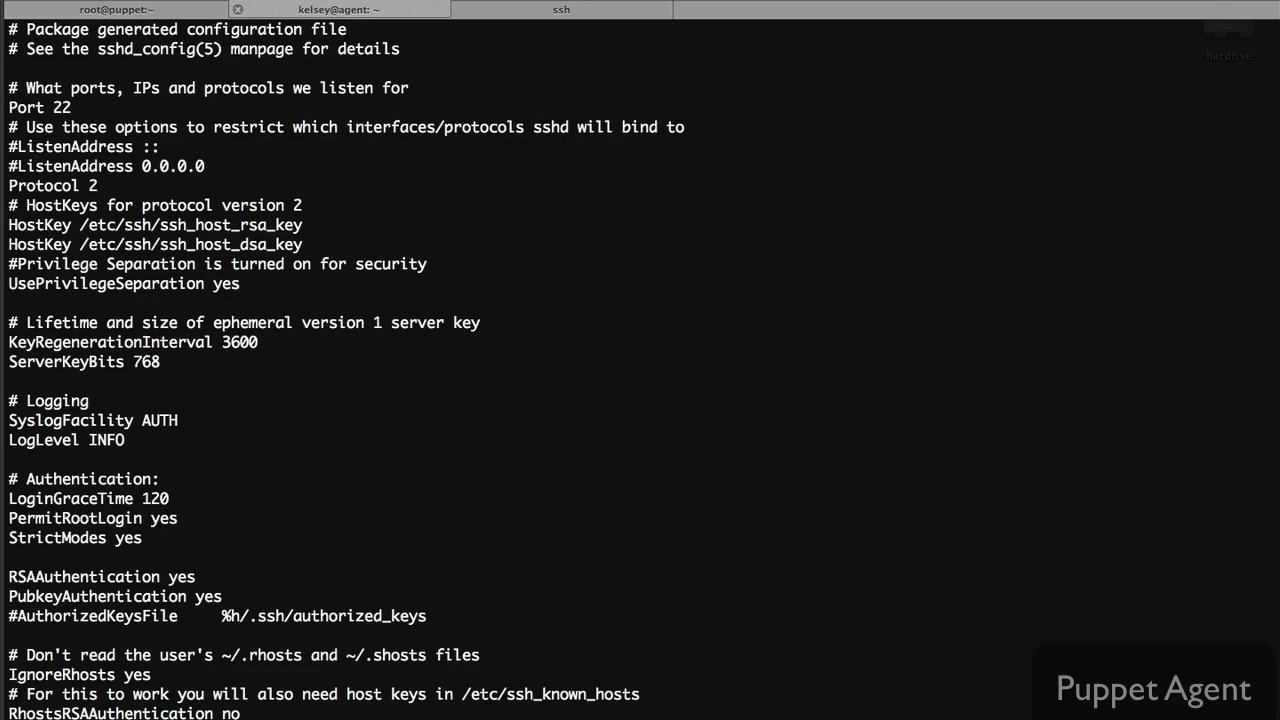 root@puppet:~
kelsey@agent: ~
ssh
# Package generated configuration file
# See the sshd_config(5) manpage for details
hardrive
# What ports, IPs and protocols we listen for
Port 22
# Use these options to restrict which interfaces/protocols sshd will bind to
#ListenAddress ::
#ListenAddress 0.0.0.0
Protocol 2
# HostKeys for protocol version 2
HostKey /etc/ssh/ssh_host_rsa_key
HostKey /etc/ssh/ssh_host_dsa_key
#Privilege Separation is turned on for security
UsePrivilegeSeparation yes
# Lifetime and size of ephemeral version 1 server key
KeyRegenerationInterval 3600
ServerKeyBits 768
# Logging
SyslogFacility AUTH
LogLevel INFO
# Authentication:
LoginGraceTime 120
PermitRootLogin yes
StrictModes yes
RSAAuthentication yes
PubkeyAuthentication yes
#AuthorizedKeysFile     %h/.ssh/authorized_keys
# Don't read the user's ~/.rhosts and ~/.shosts files
IgnoreRhosts yes
# For this to work you will also need host keys in /etc/ssh_known_hosts
RhostsRSAAuthentication no
Puppet Agent